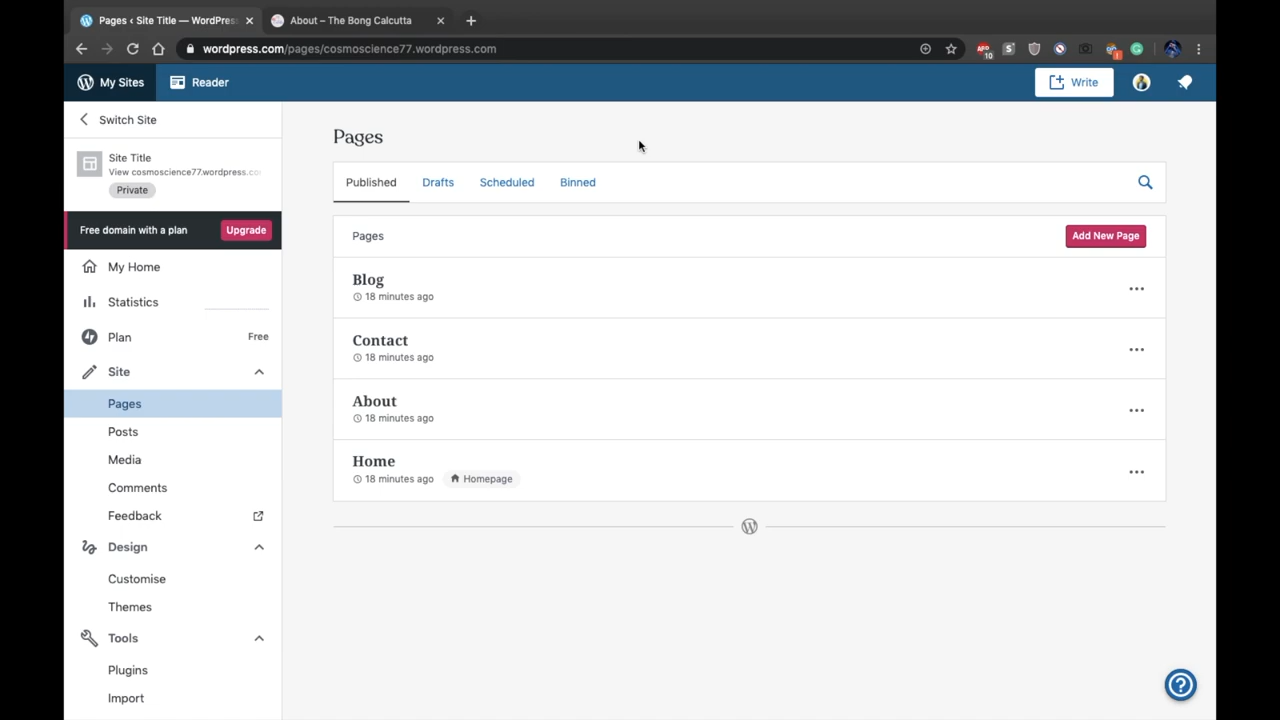 Pages ‹ Site Title — WordPres
About – The Bong Calcutta
wordpress.com/pages/cosmoscience77.wordpress.com
10
My Sites
Reader
Write
Switch Site
Site Title
View cosmoscience77.wordpress.co
Private
Free domain with a plan
Upgrade
My Home
Statistics
Plan
Free
Site
Pages
Posts
Media
Comments
Feedback
Design
Customise
Themes
Tools
Plugins
Import
Pages
Published
Drafts
Scheduled
Binned
Pages
Add New Page
Blog
18 minutes ago
Contact
18 minutes ago
About
18 minutes ago
Home
18 minutes ago
Homepage